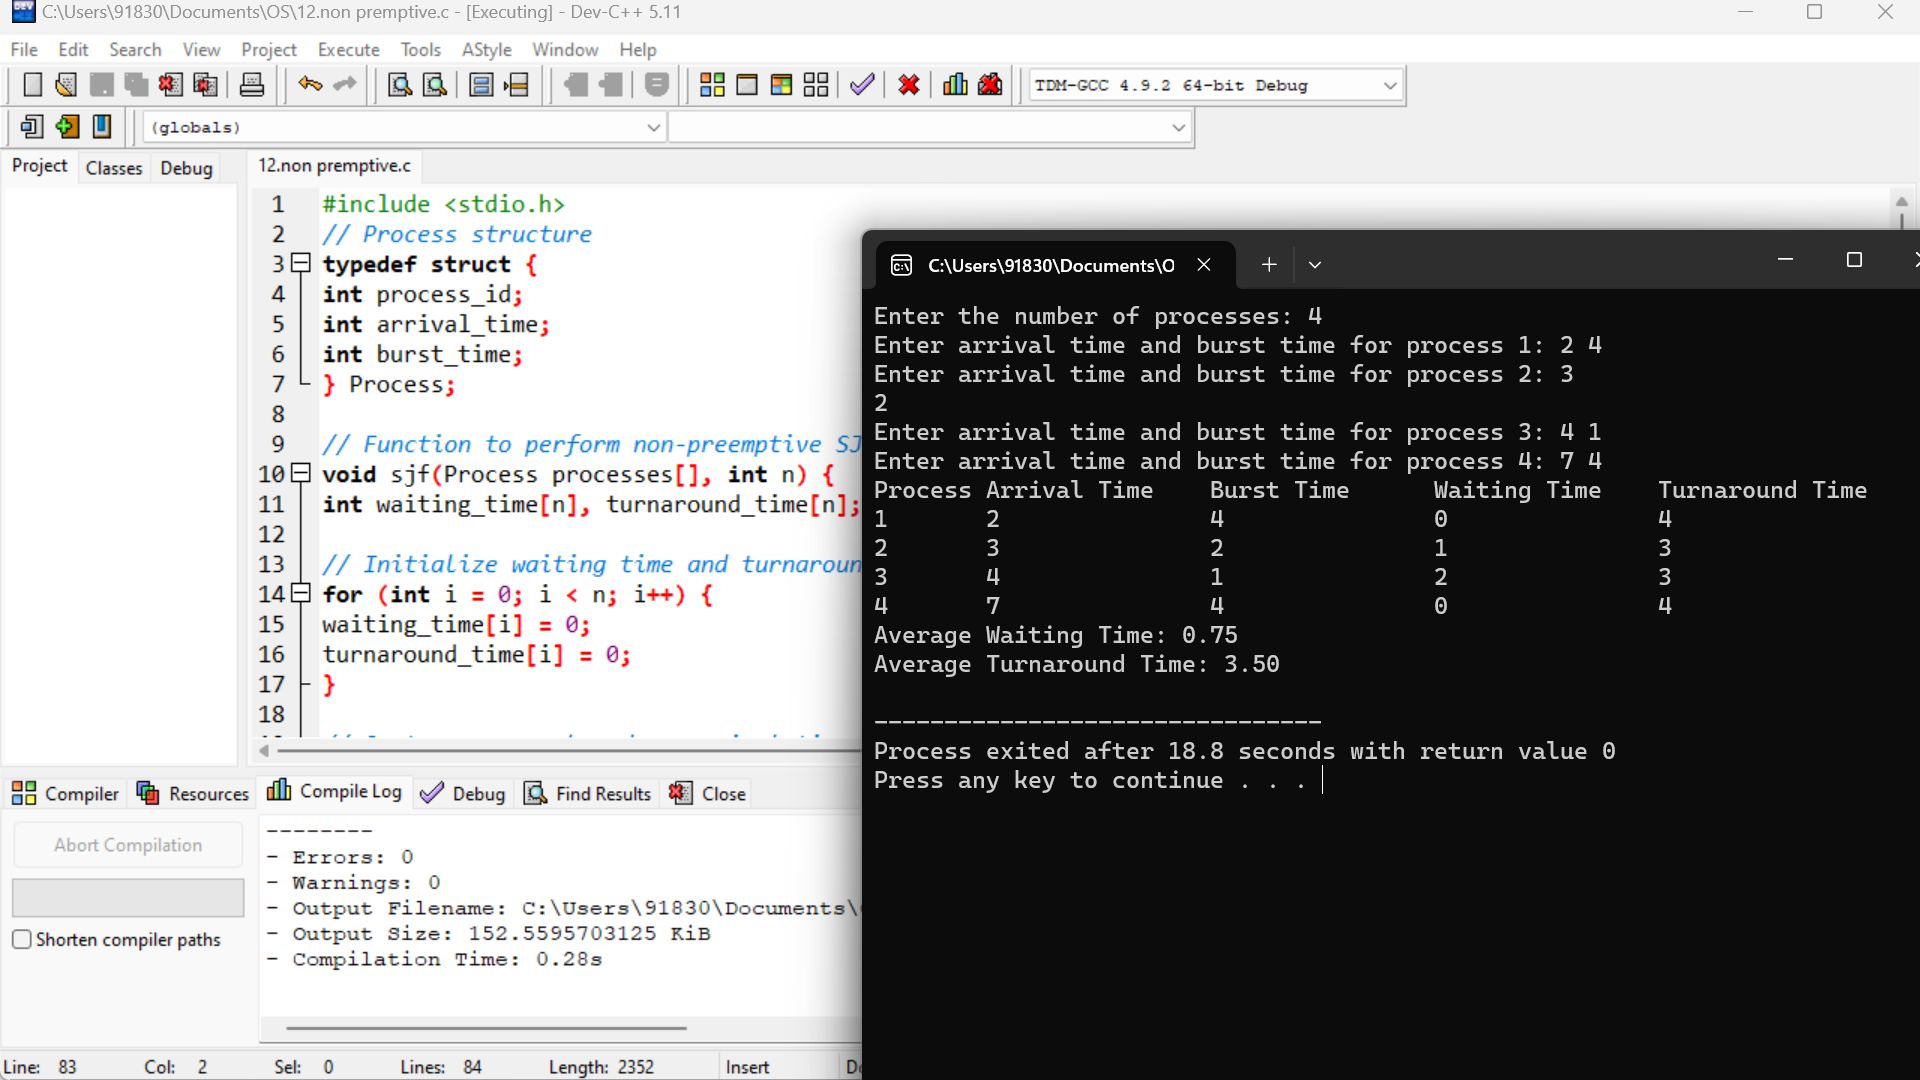 C:\Users\91830\Documents\OS\12.non premptive.c - [Executing] - Dev-C++ 5.11
File Edit Search View Project Execute Tools AStyle Window Help
TDM-GCC 4.9.2 64-bit Debug
(globals)
Project Classes Debug
12.non premptive.c
1 #include <stdio.h>
2 // Process structure
3 typedef struct {
4 int process_id;
5 int arrival_time;
6 int burst_time;
7 } Process;
8
9 // Function to perform non-preemptive SJ
10 void sjf(Process processes[], int n) {
11 int waiting_time[n], turnaround_time[n];
12
13 // Initialize waiting time and turnaroun
14 for (int i = 0; i < n; i++) {
15 waiting_time[i] = 0;
16 turnaround_time[i] = 0;
17 }
18
C:\Users\91830\Documents\O
Enter the number of processes: 4
Enter arrival time and burst time for process 1: 2 4
Enter arrival time and burst time for process 2: 3
2
Enter arrival time and burst time for process 3: 4 1
Enter arrival time and burst time for process 4: 7 4
Process Arrival Time Burst Time Waiting Time Turnaround Time
1 2 4 0 4
2 3 2 1 3
3 4 1 2 3
4 7 4 0 4
Average Waiting Time: 0.75
Average Turnaround Time: 3.50
--------------------------------
Process exited after 18.8 seconds with return value 0
Press any key to continue . . .
Compiler Resources Compile Log Debug Find Results Close
Abort Compilation
Shorten compiler paths
--------
- Errors: 0
- Warnings: 0
- Output Filename: C:\Users\91830\Documents\
- Output Size: 152.5595703125 KiB
- Compilation Time: 0.28s
Line: 83 Col: 2 Sel: 0 Lines: 84 Length: 2352 Insert